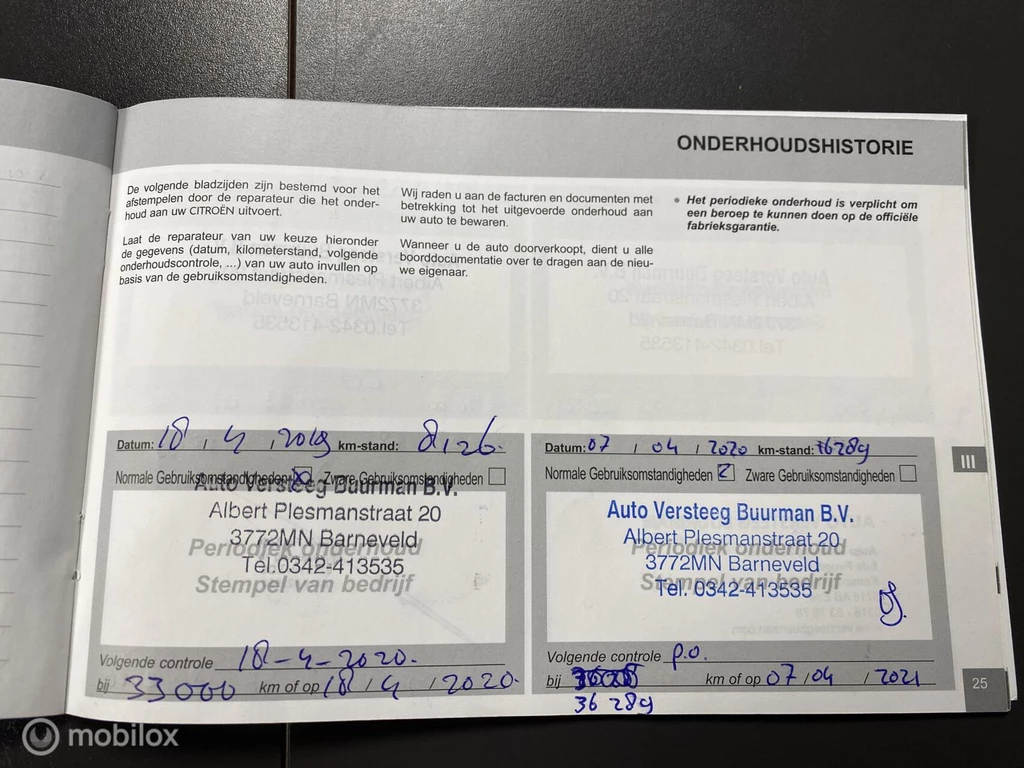 ONDERHOUDSHISTORIE
De volgende bladzijden zijn bestemd voor het
afstempelen door de reparateur die het onder-
houd aan uw CITROËN uitvoert.
Laat de reparateur van uw keuze hieronder
de gegevens (datum, kilometerstand, volgende
onderhoudscontrole, ...) van uw auto invullen op
basis van de gebruiksomstandigheden.
Wij raden u aan de facturen en documenten met
betrekking tot het uitgevoerde onderhoud aan
uw auto te bewaren.
Wanneer u de auto doorverkoopt, dient u alle
boorddocumentatie over te dragen aan de nieu-
we eigenaar.
• Het periodieke onderhoud is verplicht om
een beroep te kunnen doen op de officiële
fabrieksgarantie.
Datum: 18 / 4 / 2019 km-stand: 8126.
Normale Gebruiksomstandigheden Zware Gebruiksomstandigheden
Auto Versteeg Buurman B.V.
Albert Plesmanstraat 20
3772MN Barneveld
Periodiek onderhoud
Tel.0342-413535
Stempel van bedrijf
Volgende controle 18-4-2020.
bij 33000 km of op 18 / 4 / 2020.
Datum: 07 / 04 / 2020 km-stand: 16289
Normale Gebruiksomstandigheden Zware Gebruiksomstandigheden
Auto Versteeg Buurman B.V.
Albert Plesmanstraat 20
Periodiek onderhoud
3772MN Barneveld
Stempel van bedrijf
Tel. 0342-413535
Volgende controle p.o.
bij km of op 07 / 04 / 2021
36 289
III
25
mobilox